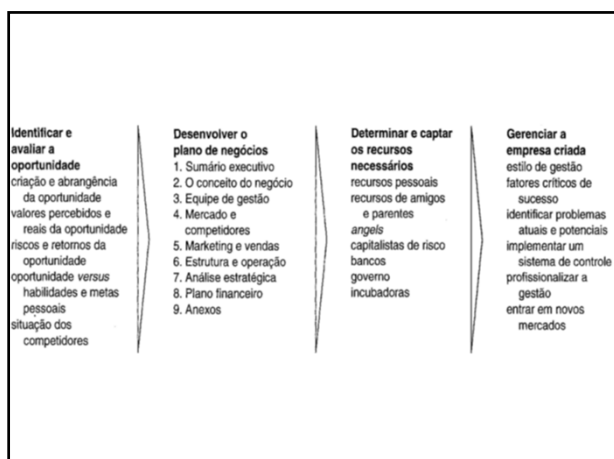 Identificar e
avaliar a
oportunidade
criação e abrangência
da oportunidade
valores percebidos e
reais da oportunidade
riscos e retornos da
oportunidade
oportunidade versus
habilidades e metas
pessoais
situação dos
competidores
Desenvolver o
plano de negócios
1. Sumário executivo
2. O conceito do negócio
3. Equipe de gestão
4. Mercado e
competidores
5. Marketing e vendas
6. Estrutura e operação
7. Análise estratégica
8. Plano financeiro
9. Anexos
Determinar e captar
os recursos
necessários
recursos pessoais
recursos de amigos
e parentes
angels
capitalistas de risco
bancos
governo
incubadoras
Gerenciar a
empresa criada
estilo de gestão
fatores críticos de
sucesso
identificar problemas
atuais e potenciais
implementar um
sistema de controle
profissionalizar a
gestão
entrar em novos
mercados